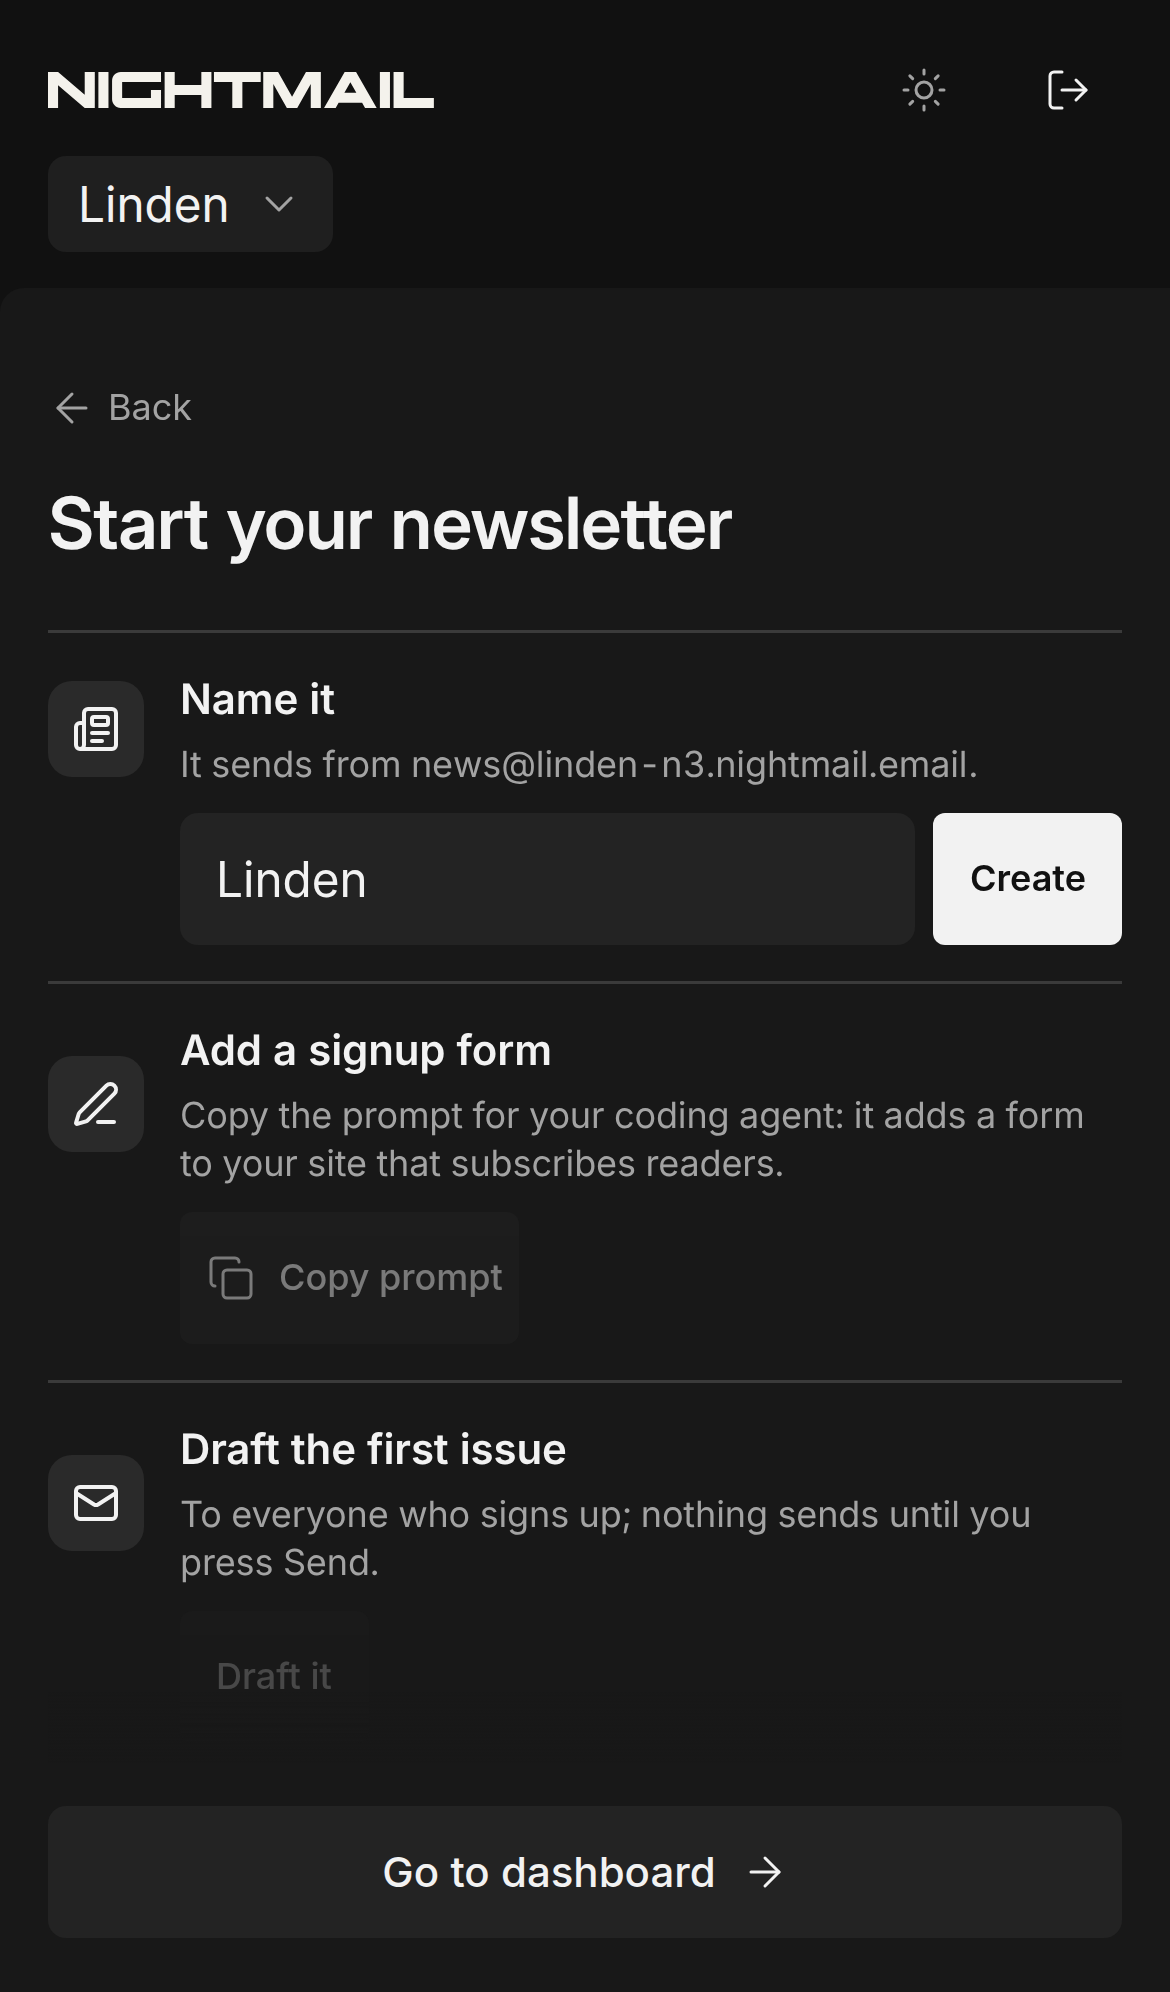 NIGHTMAIL
Linden
Back
Start your newsletter
Name it
It sends from news@linden-n3.nightmail.email.
Linden
Create
Add a signup form
Copy the prompt for your coding agent: it adds a form
to your site that subscribes readers.
Copy prompt
Draft the first issue
To everyone who signs up; nothing sends until you
press Send.
Draft it
Go to dashboard